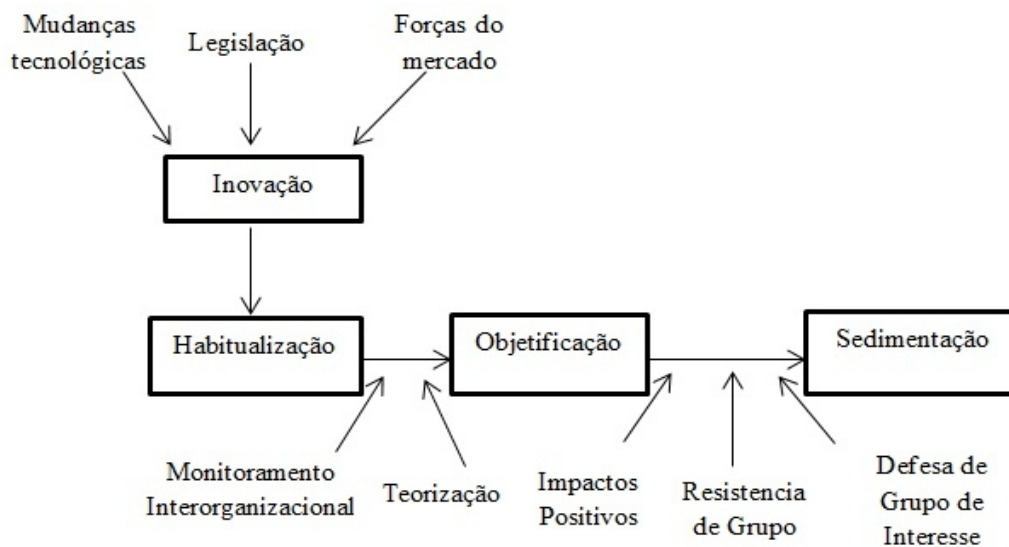 Mudanças
tecnológicas
Legislação
Forças do
mercado
Inovação
Habitualização
Objetificação
Sedimentação
Monitoramento
Interorganizacional
Teorização
Impactos
Positivos
Resistencia
de Grupo
Defesa de
Grupo de
Interesse